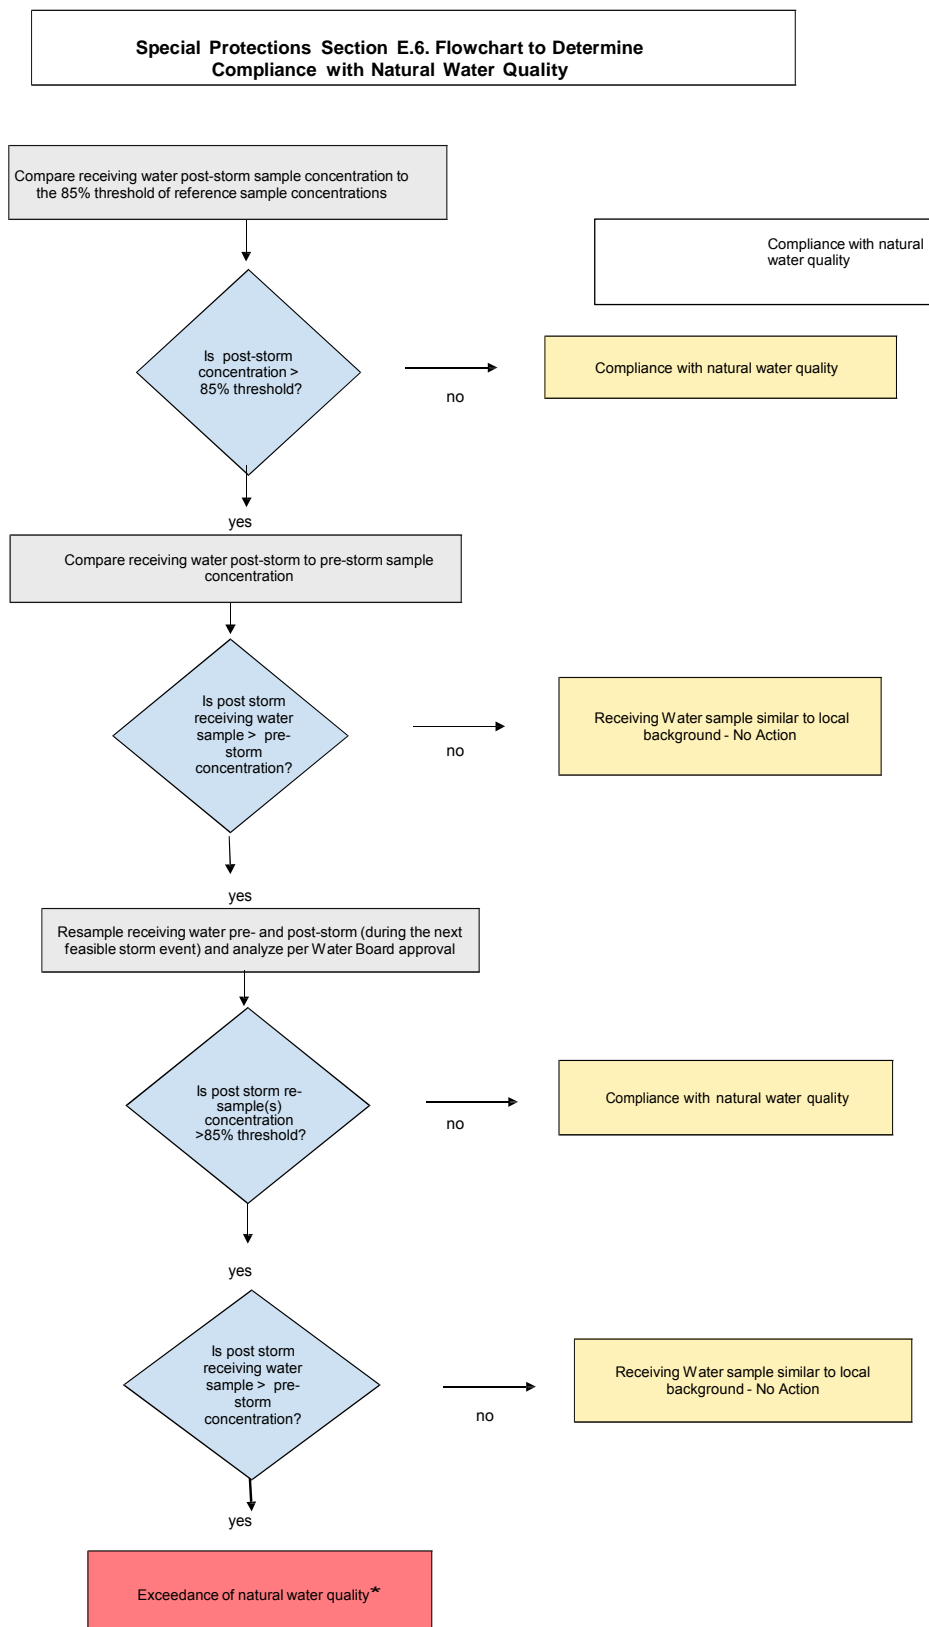 Special Protections Section E.6. Flowchart to Determine
Compliance with Natural Water Quality
Compare receiving water post-storm sample concentration to
the 85% threshold of reference sample concentrations
Compliance with natural
water quality
Is post-storm
concentration >
85% threshold?
no
Compliance with natural water quality
yes
Compare receiving water post-storm to pre-storm sample
concentration
Is post storm
receiving water
sample > pre-
storm
concentration?
no
Receiving Water sample similar to local
background - No Action
yes
Resample receiving water pre- and post-storm (during the next
feasible storm event) and analyze per Water Board approval
Is post storm re-
sample(s)
concentration
>85% threshold?
no
Compliance with natural water quality
yes
Is post storm
receiving water
sample > pre-
storm
concentration?
no
Receiving Water sample similar to local
background - No Action
yes
Exceedance of natural water quality*